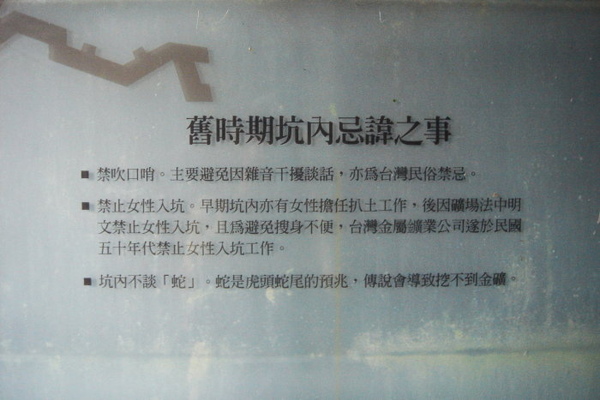 舊時期坑內忌諱之事
■ 禁吹口哨。主要避免因雜音干擾談話，亦為台灣民俗禁忌。
■ 禁止女性入坑。早期坑內亦有女性擔任扒土工作，後因礦場法中明
文禁止女性入坑，且為避免搜身不便，台灣金屬鑛業公司遂於民國
五十年代禁止女性入坑工作。
■ 坑內不談「蛇」。蛇是虎頭蛇尾的預兆，傳說會導致挖不到金礦。